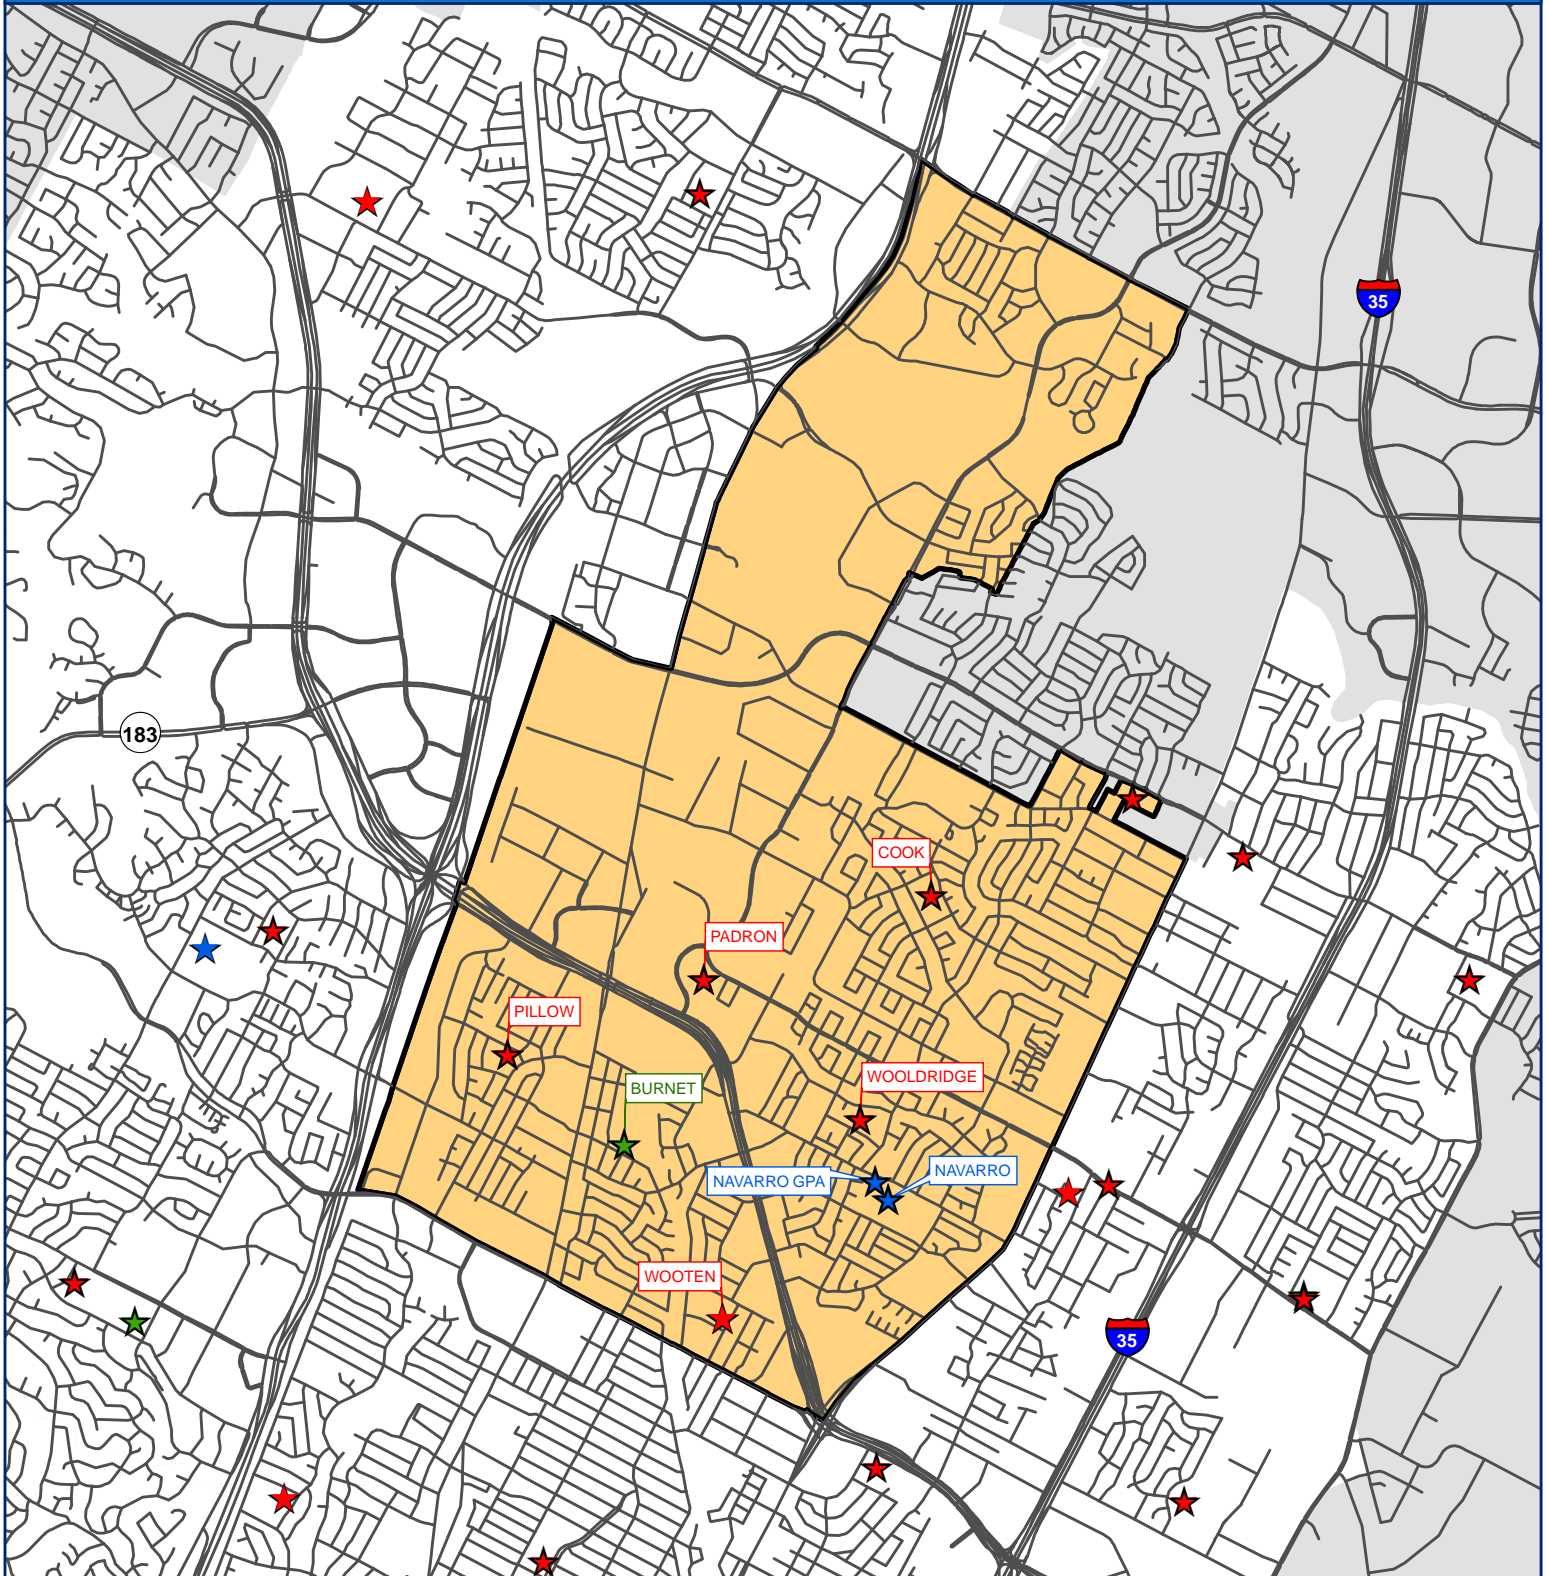 35
183
COOK
PADRON
PILLOW
WOOLDRIDGE
BURNET
NAVARRO
NAVARRO GPA
WOOTEN
35